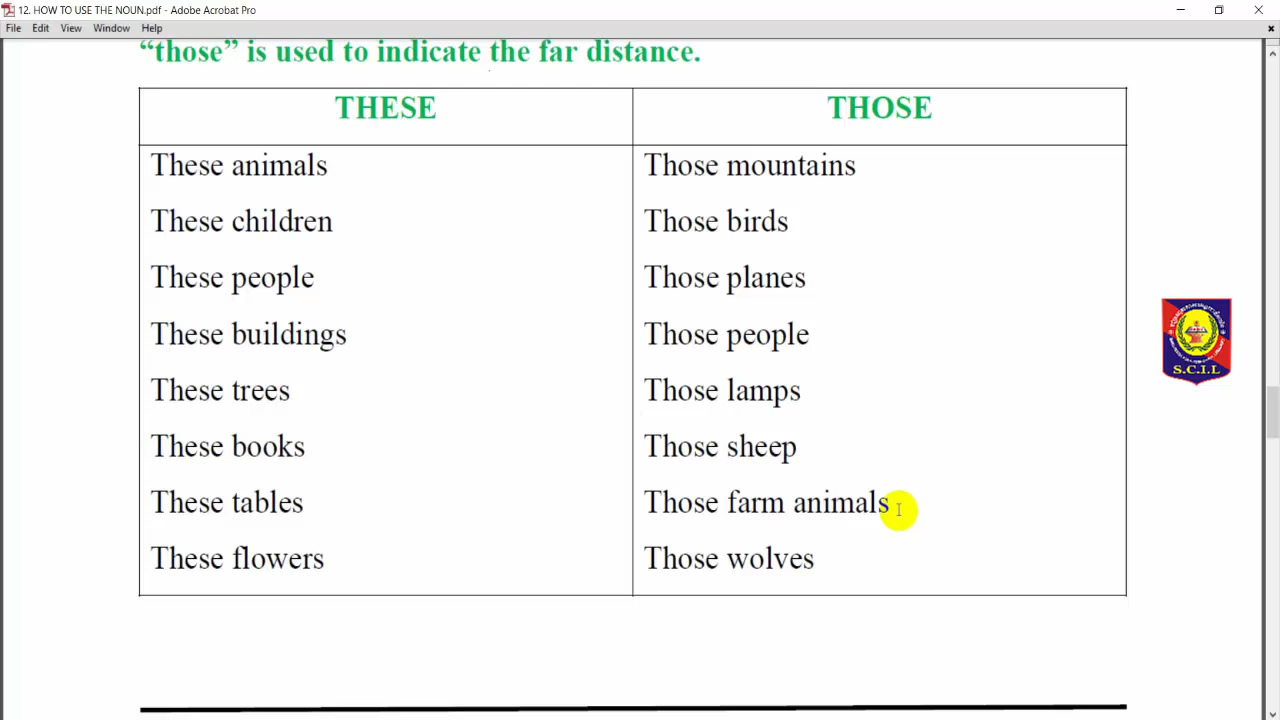 12. HOW TO USE THE NOUN.pdf - Adobe Acrobat Pro
File Edit View Window Help
“those” is used to indicate the far distance.
THESE THOSE
These animals Those mountains
These children Those birds
These people Those planes
These buildings Those people
These trees Those lamps
These books Those sheep
These tables Those farm animals
These flowers Those wolves
S.C.I.L